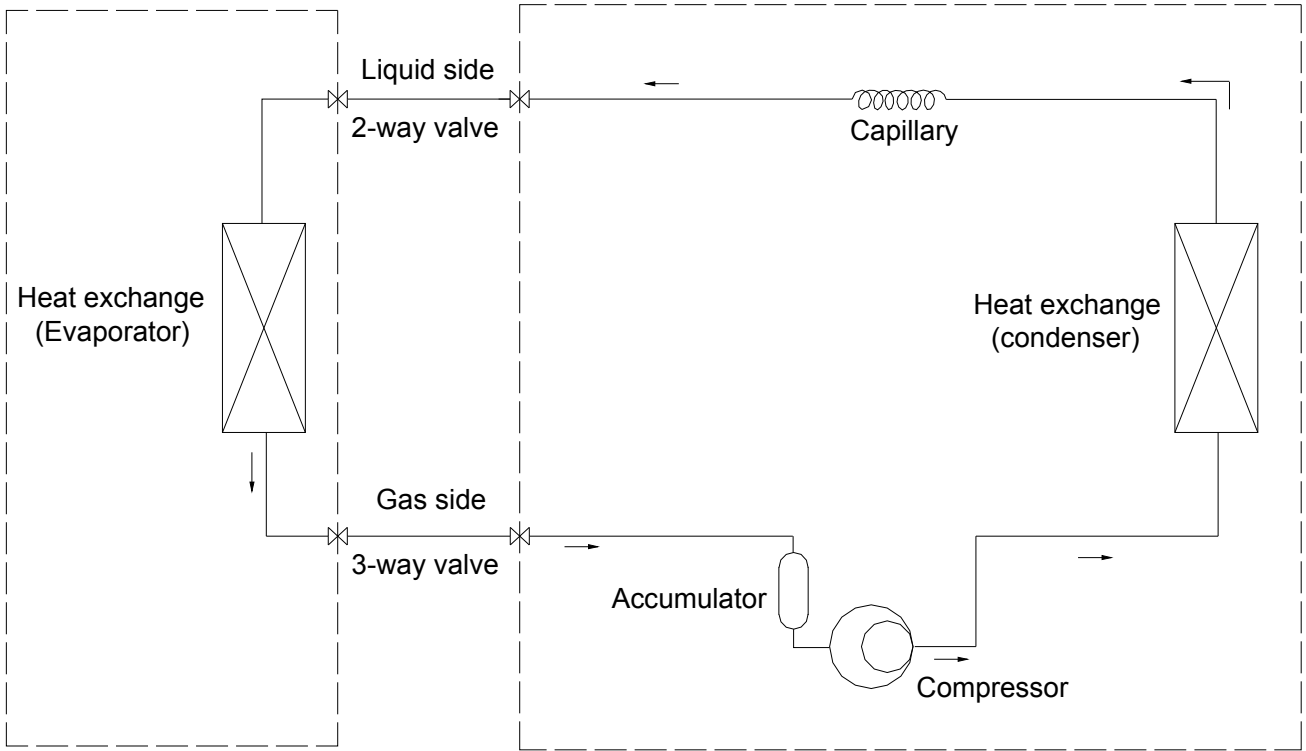 Liquid side
2-way valve
Capillary
Heat exchange
(Evaporator)
Heat exchange
(condenser)
Gas side
3-way valve
Accumulator
Compressor